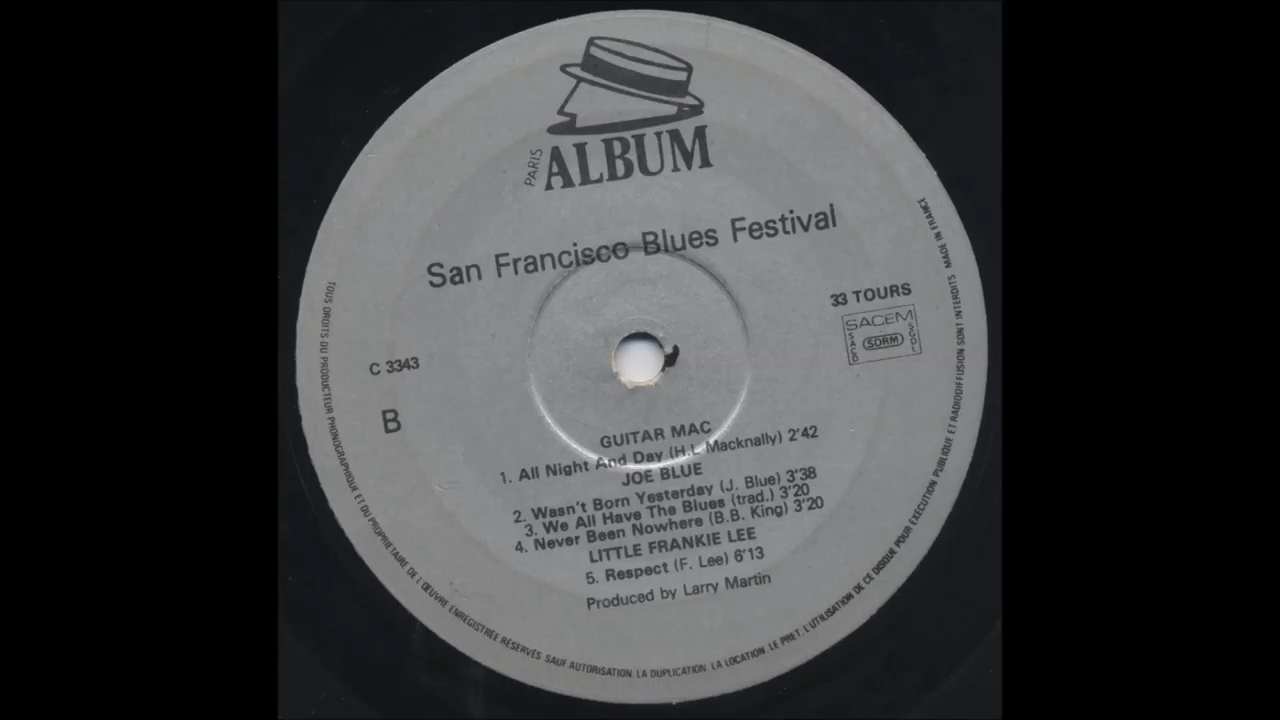 PARIS
ALBUM
San Francisco Blues Festival
33 TOURS
SACEM
SACD
SDRM
SGDL
C 3343
B
GUITAR MAC
1. All Night And Day (H.L Macknally) 2'42
JOE BLUE
2. Wasn't Born Yesterday (J. Blue) 3'38
3. We All Have The Blues (trad.) 3'20
4. Never Been Nowhere (B.B. King) 3'20
LITTLE FRANKIE LEE
5. Respect (F. Lee) 6'13
Produced by Larry Martin
TOUS DROITS DU PRODUCTEUR PHONOGRAPHIQUE ET DU PROPRIETAIRE DE L'ŒUVRE ENREGISTRÉE RÉSERVÉS. SAUF AUTORISATION, LA DUPLICATION, LA LOCATION, LE PRET, L'UTILISATION DE CE DISQUE POUR EXÉCUTION PUBLIQUE ET RADIODIFFUSION SONT INTERDITS. MADE IN FRANCE